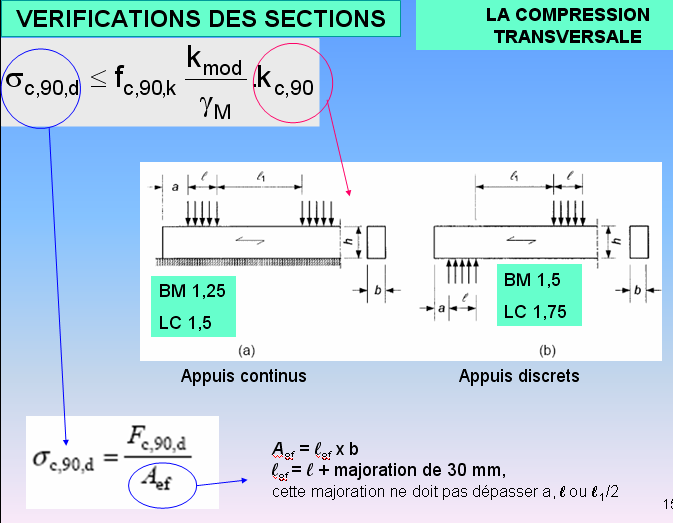 VERIFICATIONS DES SECTIONS
LA COMPRESSION
TRANSVERSALE
σc,90,d ≤ fc,90,k kmod/γM .kc,90
a ℓ ℓ1
h
b
BM 1,25
LC 1,5
(a)
Appuis continus
ℓ1 ℓ
h
b
a ℓ
BM 1,5
LC 1,75
(b)
Appuis discrets
σc,90,d = Fc,90,d/Aef
Aef = ℓef x b
ℓef = ℓ + majoration de 30 mm,
cette majoration ne doit pas dépasser a, ℓ ou ℓ1/2
15